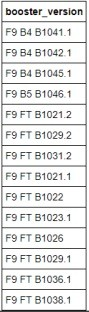 booster_version
F9 B4 B1041.1
F9 B4 B1042.1
F9 B4 B1045.1
F9 B5 B1046.1
F9 FT B1021.2
F9 FT B1029.2
F9 FT B1031.2
F9 FT B1021.1
F9 FT B1022
F9 FT B1023.1
F9 FT B1026
F9 FT B1029.1
F9 FT B1036.1
F9 FT B1038.1